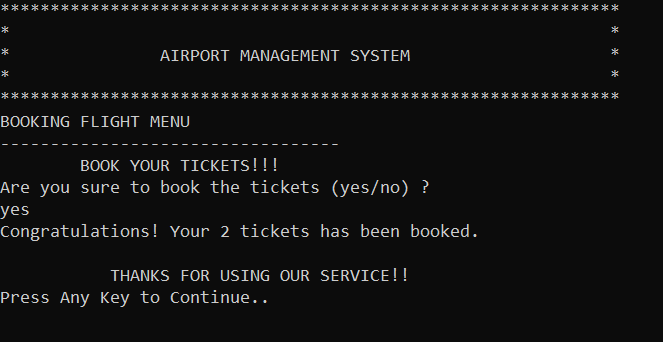 **************************************************************
*                                                            *
*               AIRPORT MANAGEMENT SYSTEM                    *
*                                                            *
**************************************************************
BOOKING FLIGHT MENU
----------------------------------
        BOOK YOUR TICKETS!!!
Are you sure to book the tickets (yes/no) ?
yes
Congratulations! Your 2 tickets has been booked.

           THANKS FOR USING OUR SERVICE!!
Press Any Key to Continue..